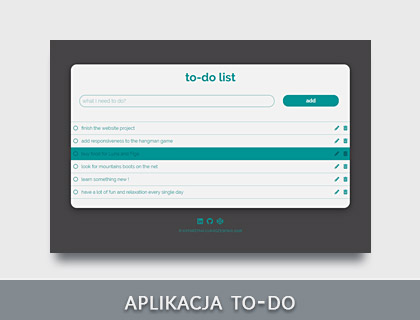 to-do list
what I need to do?
add
finish the website project
add responsiveness to the hangman game
look for mountains boots on the net
learn something new !
have a lot of fun and relaxation every single day
APLIKACJA TO-DO